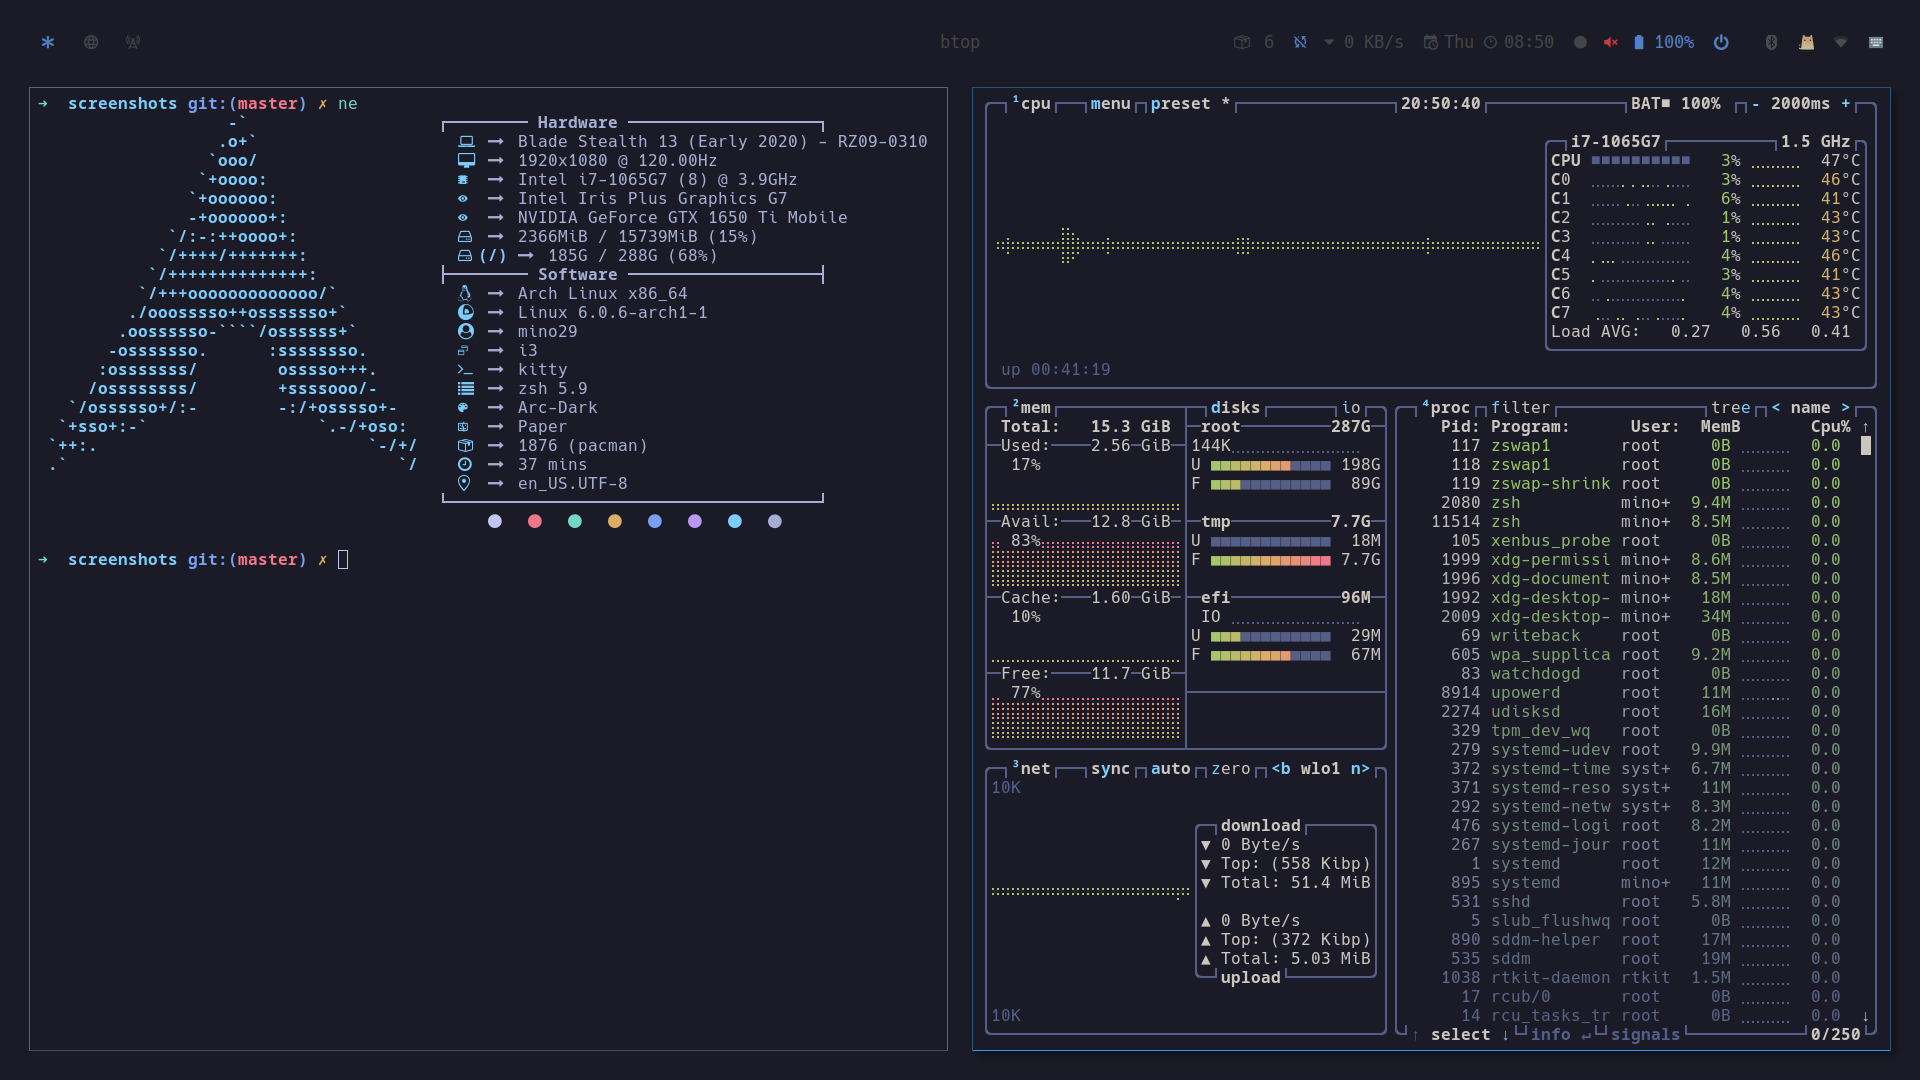 btop
6
0 KB/s
Thu
08:50
100%
➜ screenshots git:(master) ✗ ne
-`
.o+`
`ooo/
`+oooo:
`+oooooo:
-+oooooo+:
`/:-:++oooo+:
`/++++/+++++++:
`/++++++++++++++:
`/+++ooooooooooooo/`
./ooosssso++osssssso+`
.oossssso-````/ossssss+`
-osssssso.      :ssssssso.
:osssssss/        osssso+++.
/ossssssss/        +ssssooo/-
`/ossssso+/:-        -:/+osssso+-
`+sso+:-`                 `.-/+oso:
`++:.                           `-/+/
.`                                 `/
Hardware
→ Blade Stealth 13 (Early 2020) - RZ09-0310
→ 1920x1080 @ 120.00Hz
→ Intel i7-1065G7 (8) @ 3.9GHz
→ Intel Iris Plus Graphics G7
→ NVIDIA GeForce GTX 1650 Ti Mobile
→ 2366MiB / 15739MiB (15%)
(/) → 185G / 288G (68%)
Software
→ Arch Linux x86_64
→ Linux 6.0.6-arch1-1
→ mino29
→ i3
→ kitty
→ zsh 5.9
→ Arc-Dark
→ Paper
→ 1876 (pacman)
→ 37 mins
→ en_US.UTF-8
➜ screenshots git:(master) ✗
¹cpu menu preset * 20:50:40 BAT■ 100% - 2000ms +
i7-1065G7 1.5 GHz
CPU 3% 47°C
C0 3% 46°C
C1 6% 41°C
C2 1% 43°C
C3 1% 43°C
C4 4% 46°C
C5 3% 41°C
C6 4% 43°C
C7 4% 43°C
Load AVG: 0.27 0.56 0.41
up 00:41:19
²mem
Total: 15.3 GiB
Used: 2.56 GiB
17%
Avail: 12.8 GiB
83%
Cache: 1.60 GiB
10%
Free: 11.7 GiB
77%
disks io
root 287G
144K
U 198G
F 89G
tmp 7.7G
U 18M
F 7.7G
efi 96M
IO
U 29M
F 67M
³net sync auto zero <b wlo1 n>
10K
download
▼ 0 Byte/s
▼ Top: (558 Kibp)
▼ Total: 51.4 MiB
▲ 0 Byte/s
▲ Top: (372 Kibp)
▲ Total: 5.03 MiB
upload
10K
⁴proc filter tree < name >
Pid: Program: User: MemB Cpu% ↑
117 zswap1 root 0B 0.0
118 zswap1 root 0B 0.0
119 zswap-shrink root 0B 0.0
2080 zsh mino+ 9.4M 0.0
11514 zsh mino+ 8.5M 0.0
105 xenbus_probe root 0B 0.0
1999 xdg-permissi mino+ 8.6M 0.0
1996 xdg-document mino+ 8.5M 0.0
1992 xdg-desktop- mino+ 18M 0.0
2009 xdg-desktop- mino+ 34M 0.0
69 writeback root 0B 0.0
605 wpa_supplica root 9.2M 0.0
83 watchdogd root 0B 0.0
8914 upowerd root 11M 0.0
2274 udisksd root 16M 0.0
329 tpm_dev_wq root 0B 0.0
279 systemd-udev root 9.9M 0.0
372 systemd-time syst+ 6.7M 0.0
371 systemd-reso syst+ 11M 0.0
292 systemd-netw syst+ 8.3M 0.0
476 systemd-logi root 8.2M 0.0
267 systemd-jour root 11M 0.0
1 systemd root 12M 0.0
895 systemd mino+ 11M 0.0
531 sshd root 5.8M 0.0
5 slub_flushwq root 0B 0.0
890 sddm-helper root 17M 0.0
535 sddm root 19M 0.0
1038 rtkit-daemon rtkit 1.5M 0.0
17 rcub/0 root 0B 0.0
14 rcu_tasks_tr root 0B 0.0 ↓
↑ select ↓ info ↵ signals 0/250